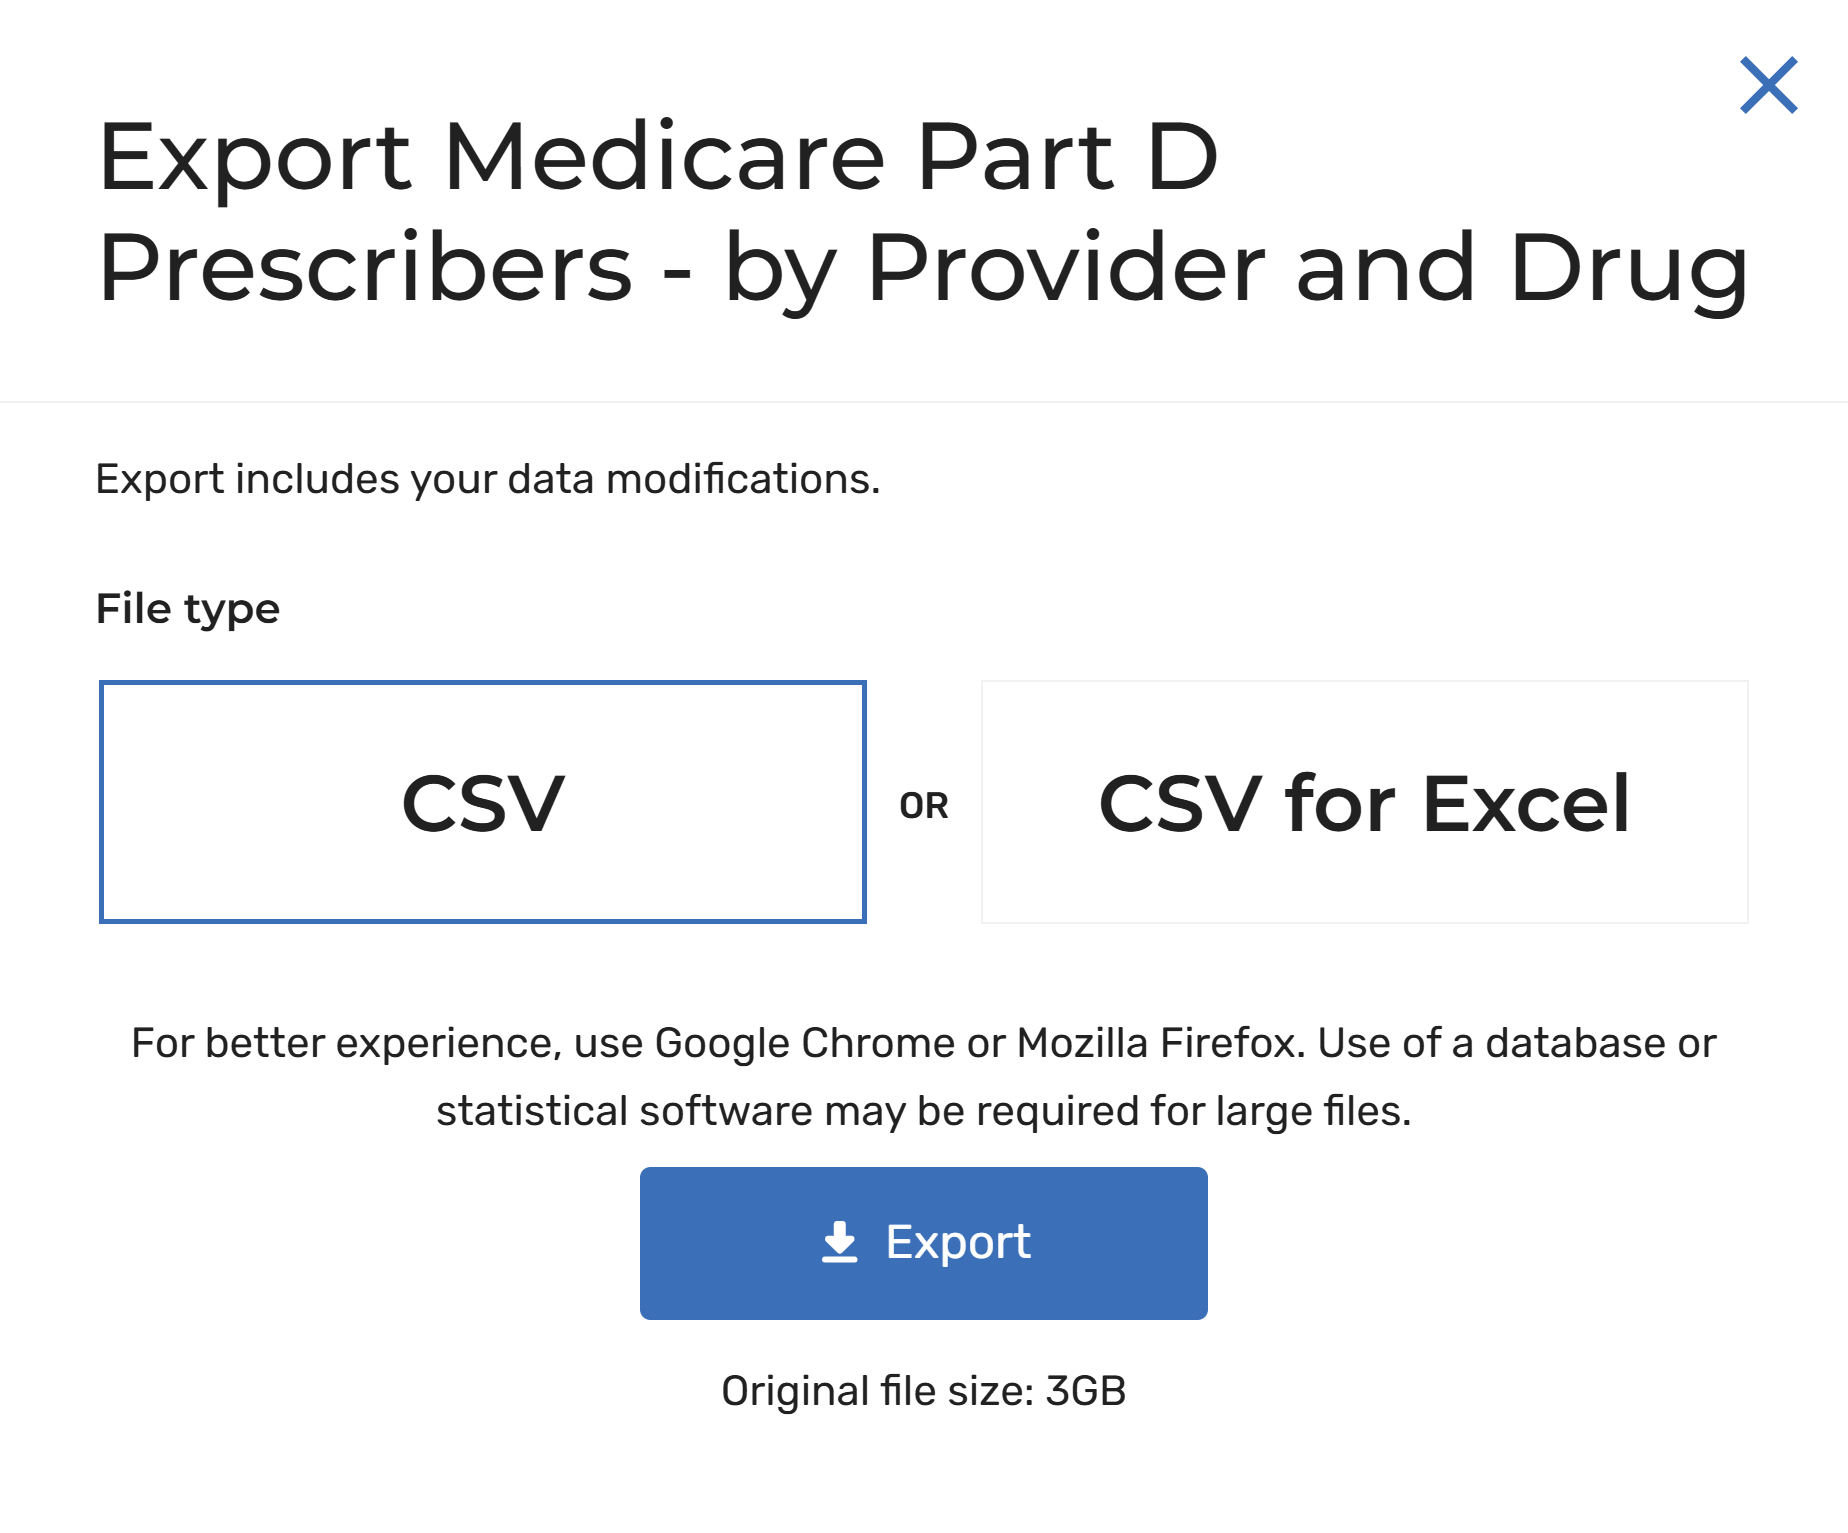 Export Medicare Part D
Prescribers - by Provider and Drug
Export includes your data modifications.
File type
CSV
OR
CSV for Excel
For better experience, use Google Chrome or Mozilla Firefox. Use of a database or
statistical software may be required for large files.
Export
Original file size: 3GB